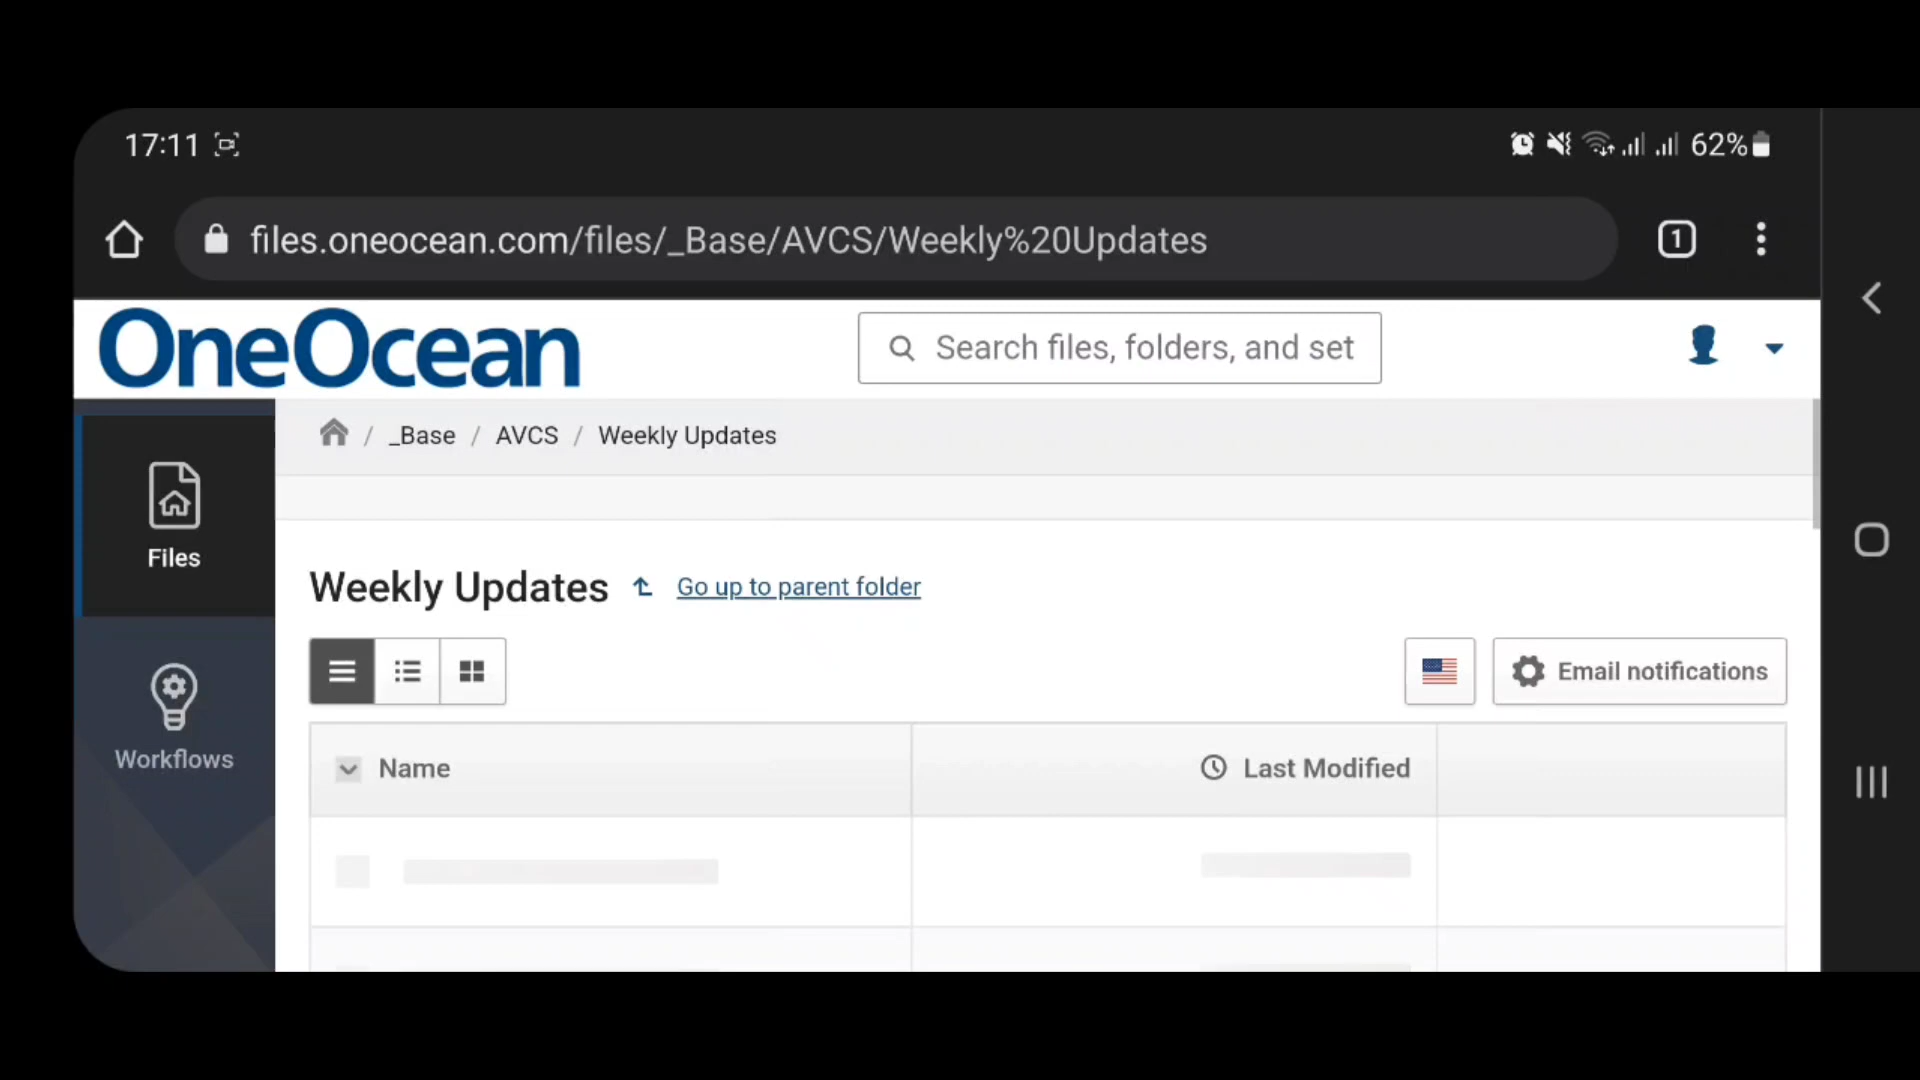 17:11
62%
files.oneocean.com/files/_Base/AVCS/Weekly%20Updates
1
OneOcean
Search files, folders, and set
/ _Base / AVCS / Weekly Updates
Files
Weekly Updates Go up to parent folder
Email notifications
Workflows
Name
Last Modified